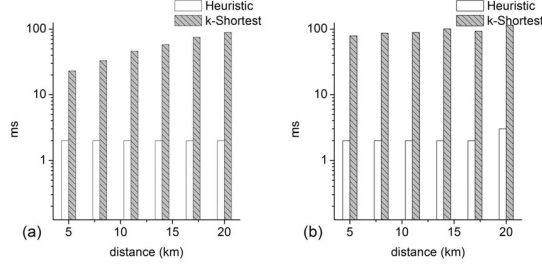 Heuristic
k-Shortest
100
10
1
ms
5
10
15
20
distance (km)
(a)
Heuristic
k-Shortest
100
10
1
ms
5
10
15
20
distance (km)
(b)